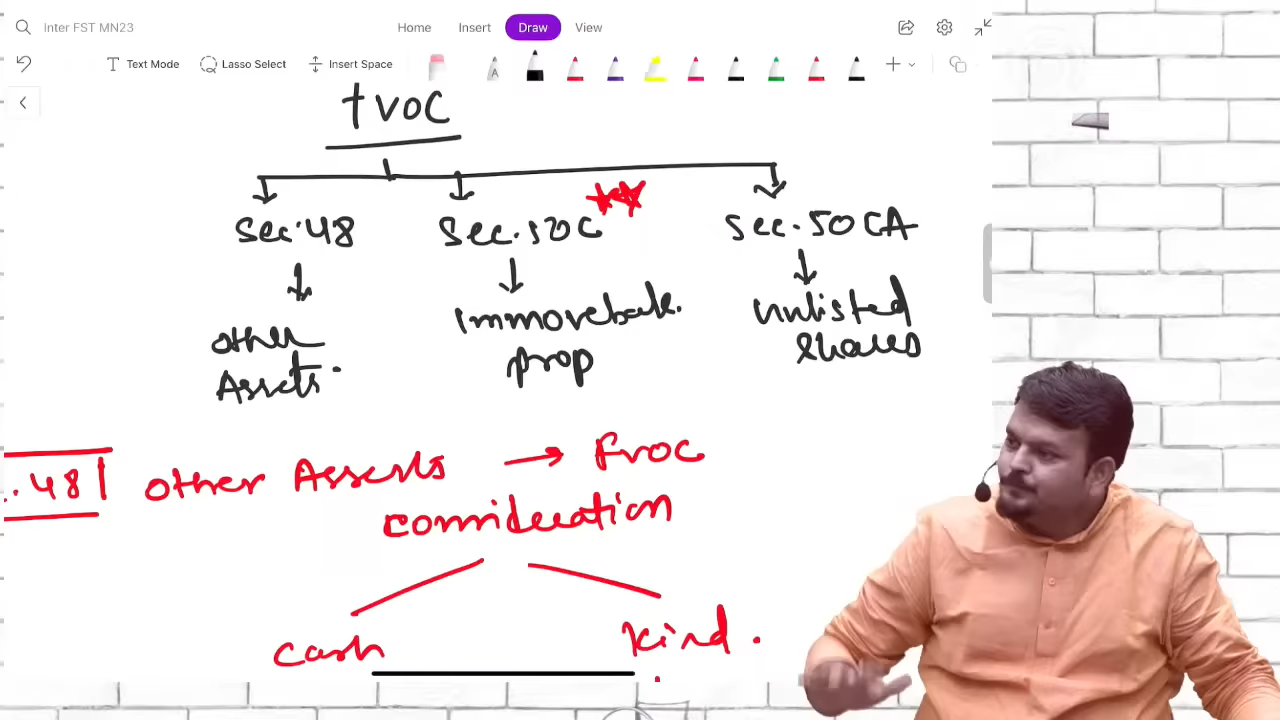 inter FST MN23
Home Insert Draw View
Text Mode Lasso Select Insert Space
FVOC
Sec.48 Sec.50C Sec.50CA
other Assets. Immovebale. prop unlisted shares
.. 48 other Assets → FVOC
consideration
cash kind.